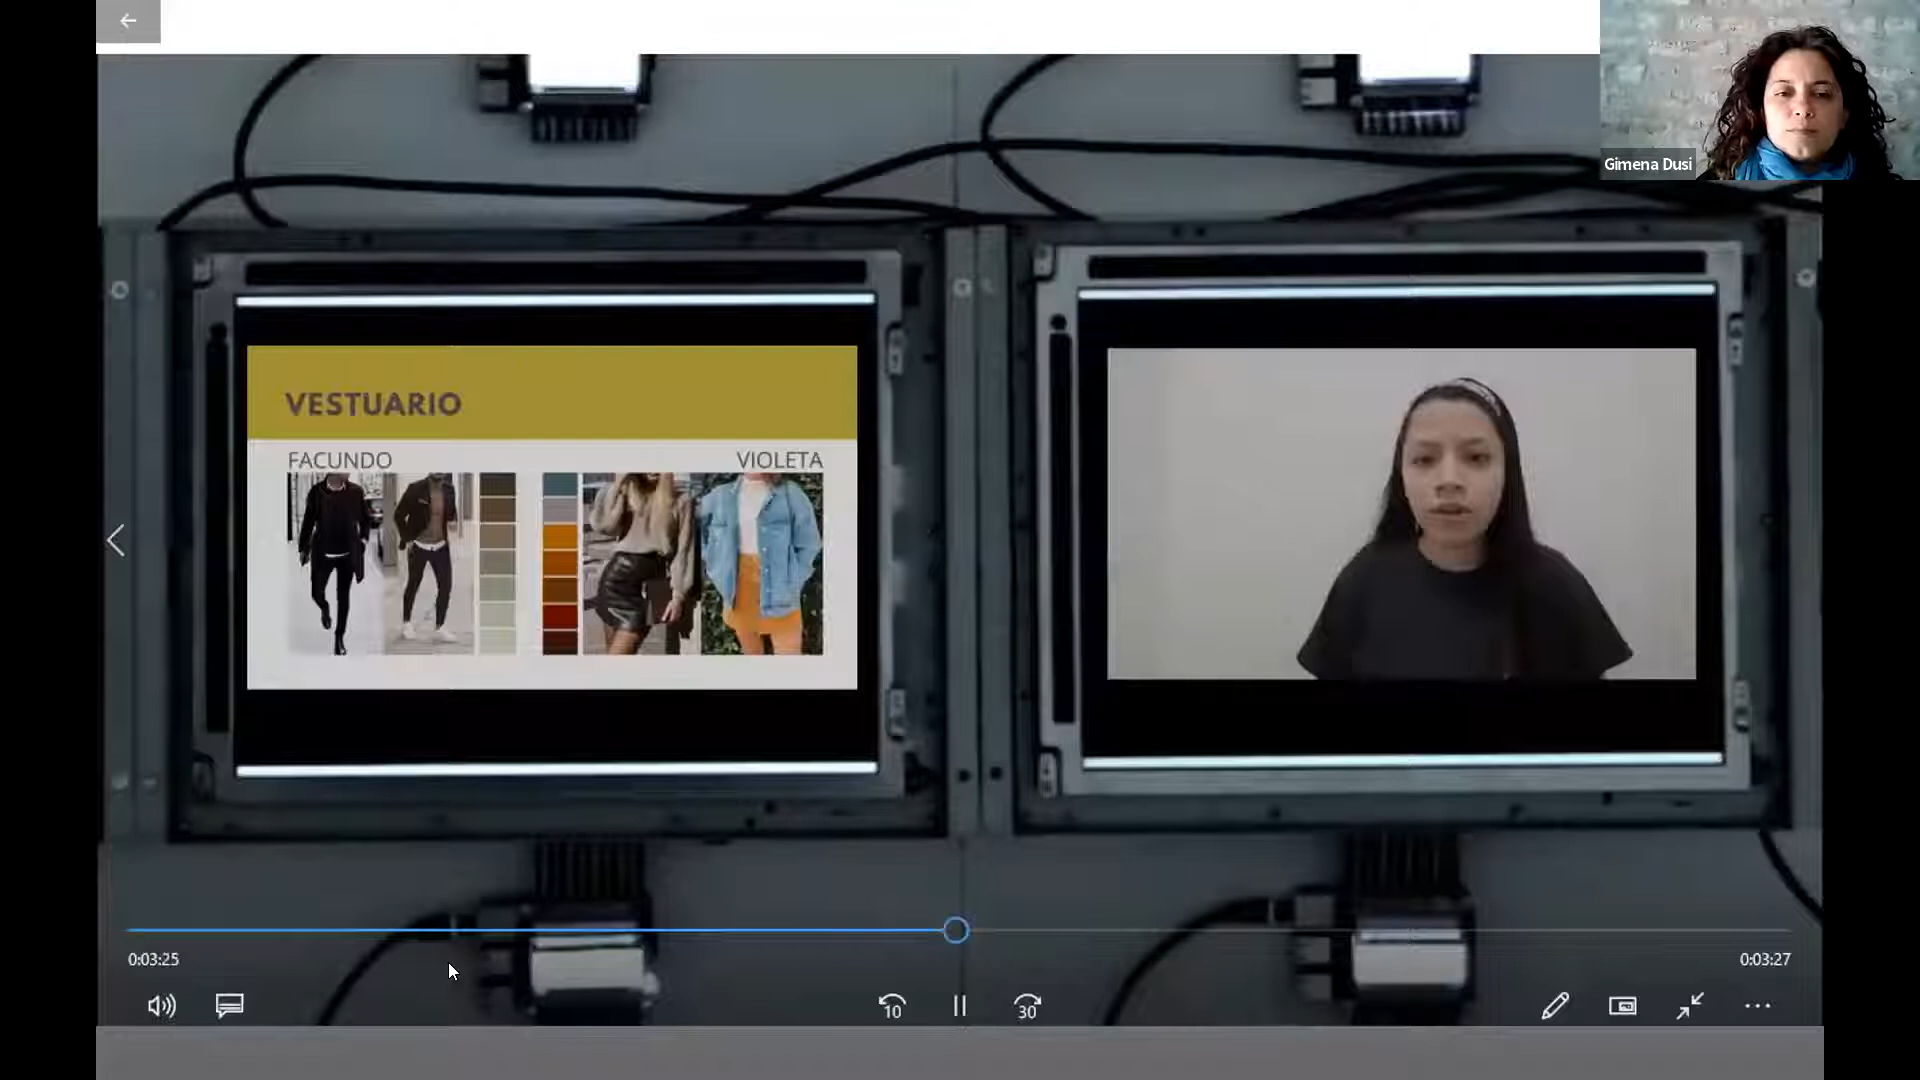 Gimena Dusi
VESTUARIO
FACUNDO
VIOLETA
0:03:25
0:03:27
10
30